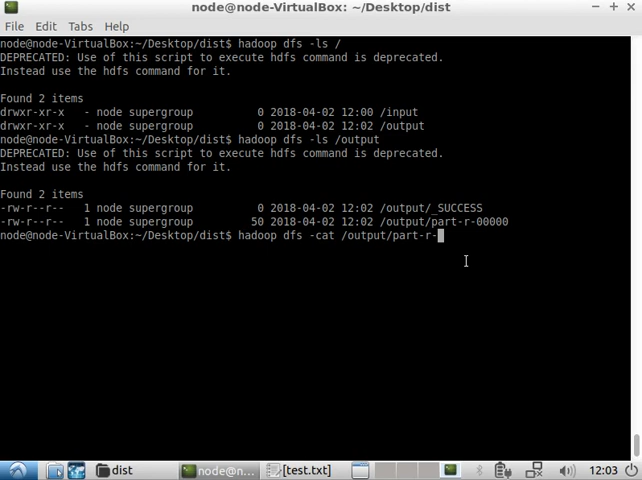 node@node-VirtualBox: ~/Desktop/dist
File Edit Tabs Help
node@node-VirtualBox:~/Desktop/dist$ hadoop dfs -ls /
DEPRECATED: Use of this script to execute hdfs command is deprecated.
Instead use the hdfs command for it.
Found 2 items
drwxr-xr-x - node supergroup 0 2018-04-02 12:00 /input
drwxr-xr-x - node supergroup 0 2018-04-02 12:02 /output
node@node-VirtualBox:~/Desktop/dist$ hadoop dfs -ls /output
DEPRECATED: Use of this script to execute hdfs command is deprecated.
Instead use the hdfs command for it.
Found 2 items
-rw-r--r-- 1 node supergroup 0 2018-04-02 12:02 /output/_SUCCESS
-rw-r--r-- 1 node supergroup 50 2018-04-02 12:02 /output/part-r-00000
node@node-VirtualBox:~/Desktop/dist$ hadoop dfs -cat /output/part-r-
dist node@n... [test.txt] 12:03